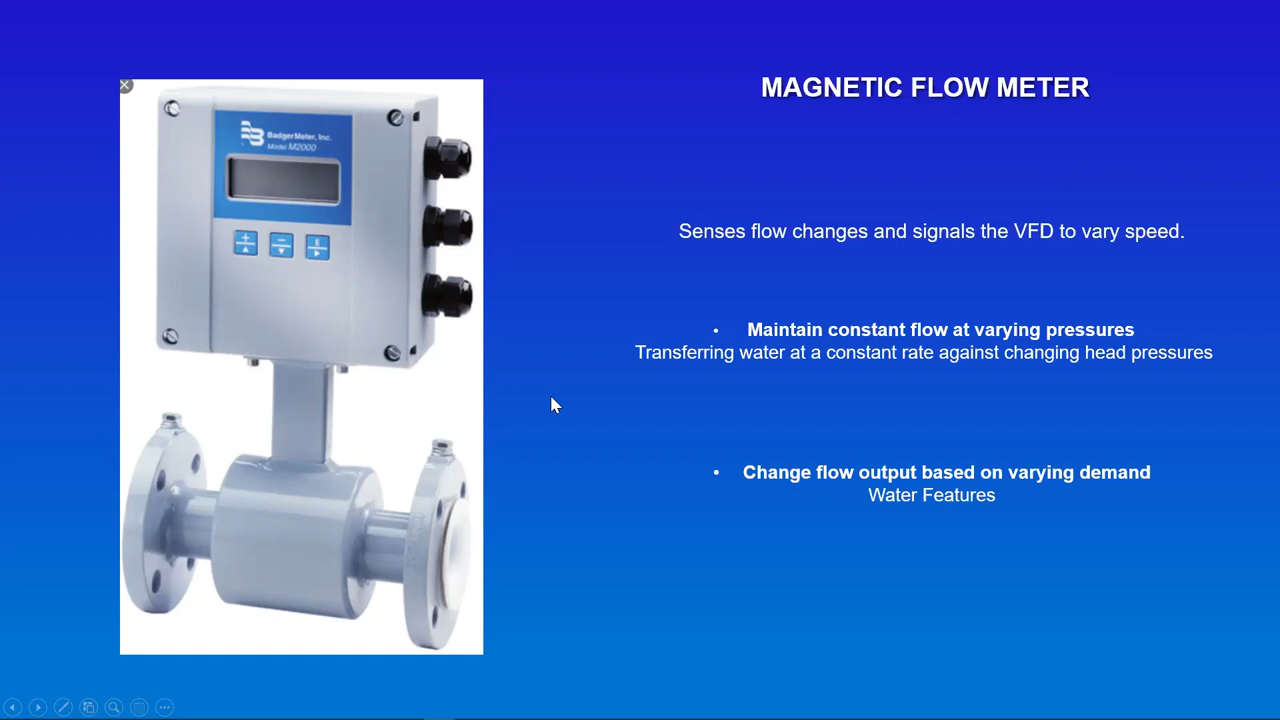 BadgerMeter, Inc.
Model M2000
MAGNETIC FLOW METER
Senses flow changes and signals the VFD to vary speed.
• Maintain constant flow at varying pressures
Transferring water at a constant rate against changing head pressures
• Change flow output based on varying demand
Water Features